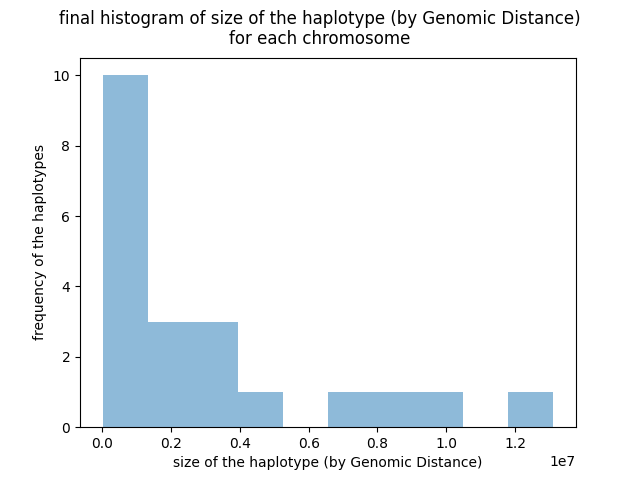 final histogram of size of the haplotype (by Genomic Distance)
for each chromosome
frequency of the haplotypes
10
8
6
4
2
0
0.0 0.2 0.4 0.6 0.8 1.0 1.2
1e7
size of the haplotype (by Genomic Distance)